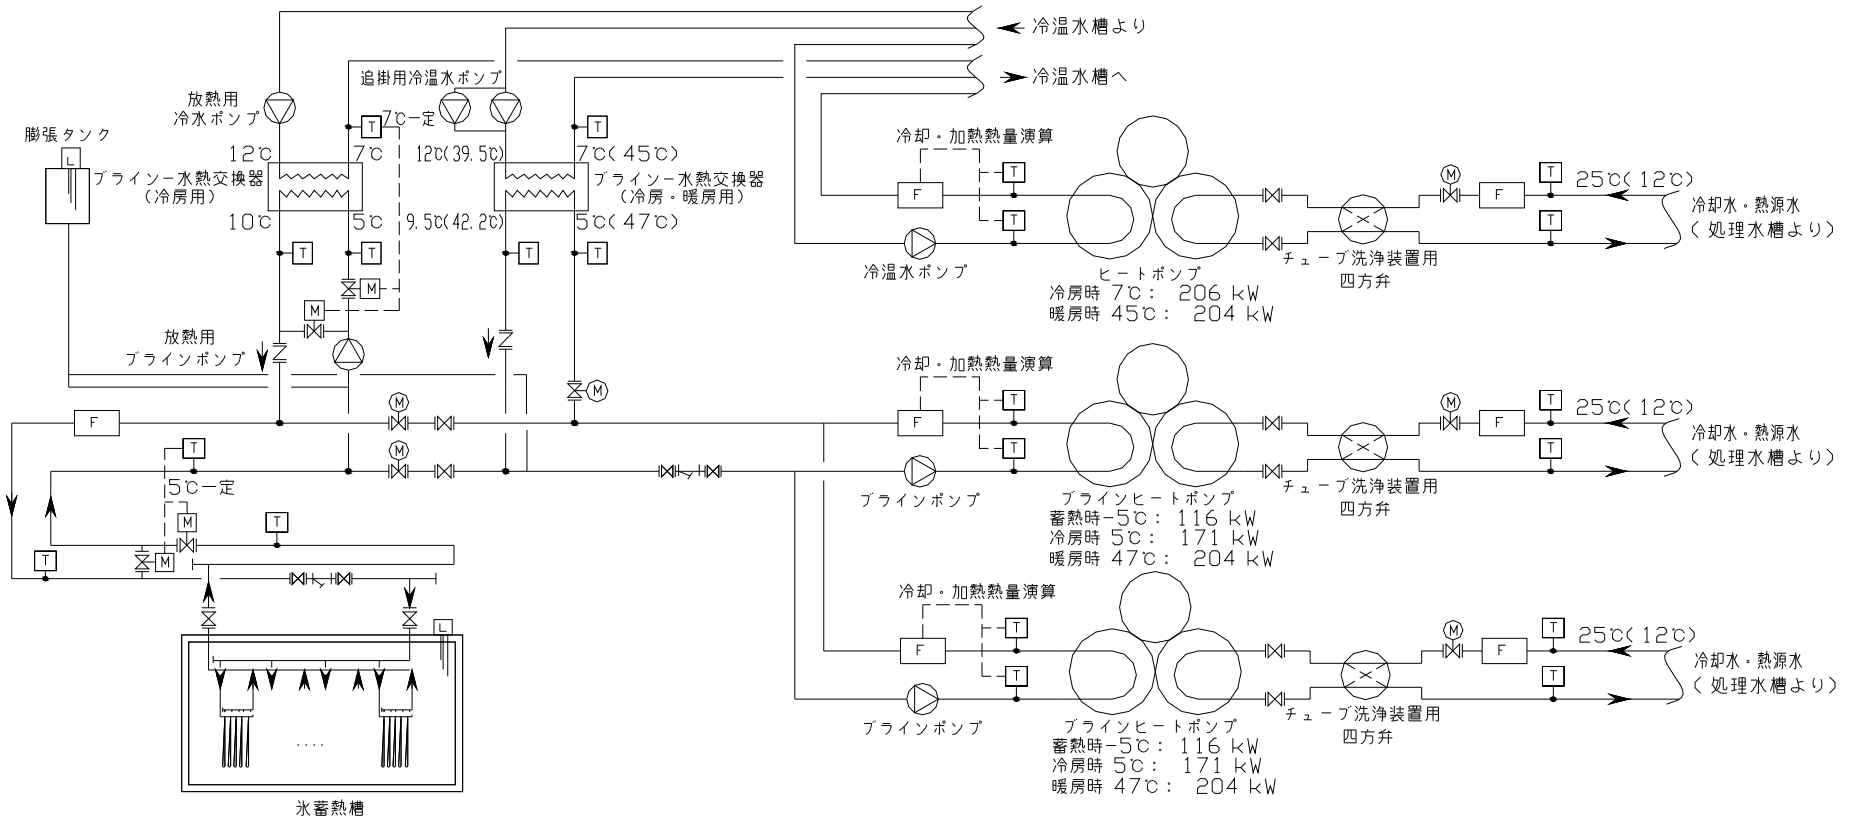 冷温水槽より
冷温水槽へ
追掛用冷温水ポンプ
放熱用
冷水ポンプ
T
7℃一定
T
膨張タンク
L
12℃
7℃
12℃(39.5℃)
7℃(45℃)
ブラインー水熱交換器
(冷房用)
ブラインー水熱交換器
(冷房・暖房用)
10℃
5℃
9.5℃(42.2℃)
5℃(47℃)
T
T
T
T
M
M
放熱用
ブラインポンプ
M
F
M
M
T
5℃一定
M
T
M
T
L
氷蓄熱槽
冷却・加熱熱量演算
F
T
T
冷温水ポンプ
ヒートポンプ
冷房時 7℃: 206 kW
暖房時 45℃: 204 kW
チューブ洗浄装置用
四方弁
M
F
T
T
25℃(12℃)
冷却水・熱源水
(処理水槽より)
冷却・加熱熱量演算
F
T
T
ブラインポンプ
ブラインヒートポンプ
蓄熱時-5℃: 116 kW
冷房時 5℃: 171 kW
暖房時 47℃: 204 kW
チューブ洗浄装置用
四方弁
M
F
T
T
25℃(12℃)
冷却水・熱源水
(処理水槽より)
冷却・加熱熱量演算
F
T
T
ブラインポンプ
ブラインヒートポンプ
蓄熱時-5℃: 116 kW
冷房時 5℃: 171 kW
暖房時 47℃: 204 kW
チューブ洗浄装置用
四方弁
M
F
T
T
25℃(12℃)
冷却水・熱源水
(処理水槽より)